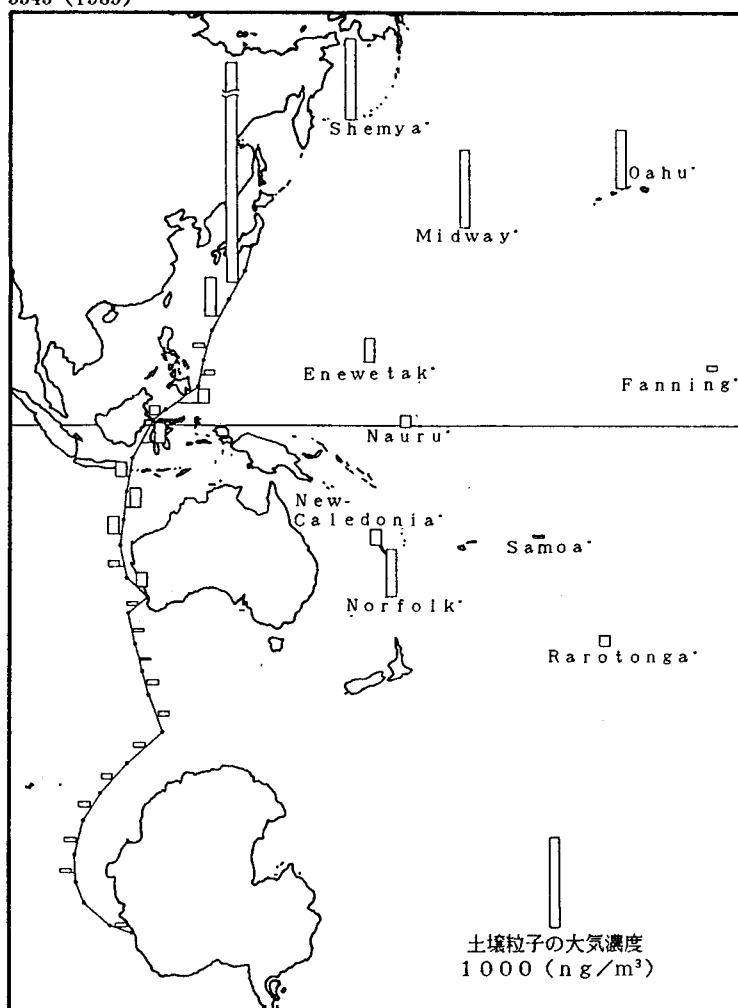 Shemya*
Oahu*
Midway*
Enewetak*
Fanning*
Nauru*
New-
Caledonia*
Samoa*
Norfolk*
Rarotonga*
土壌粒子の大気濃度
1000 (ng/m³)